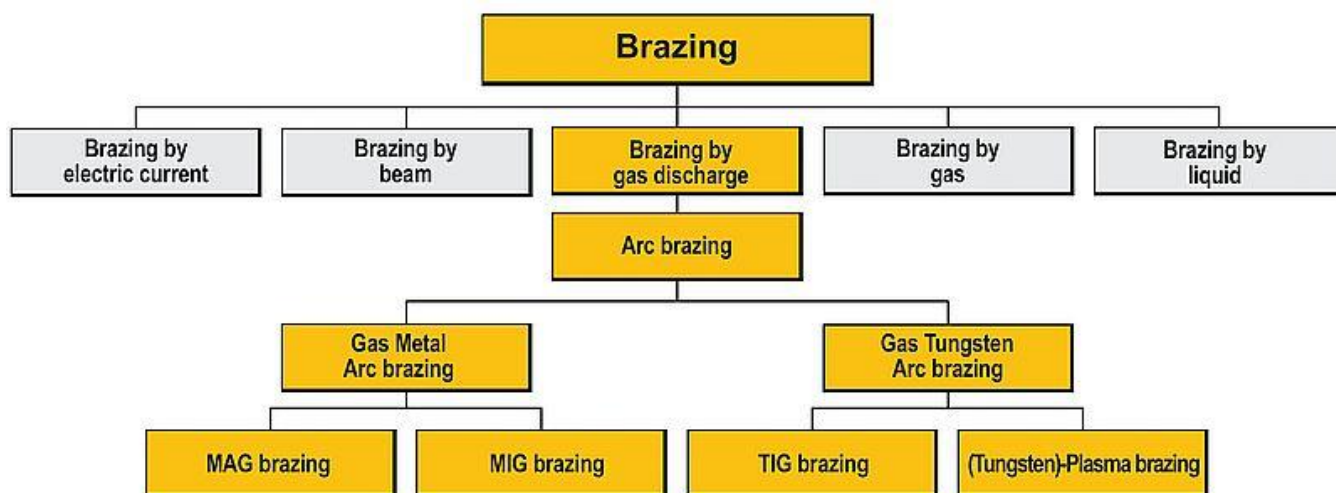 Brazing
Brazing by
electric current
Brazing by
beam
Brazing by
gas discharge
Brazing by
gas
Brazing by
liquid
Arc brazing
Gas Metal
Arc brazing
Gas Tungsten
Arc brazing
MAG brazing
MIG brazing
TIG brazing
(Tungsten)-Plasma brazing